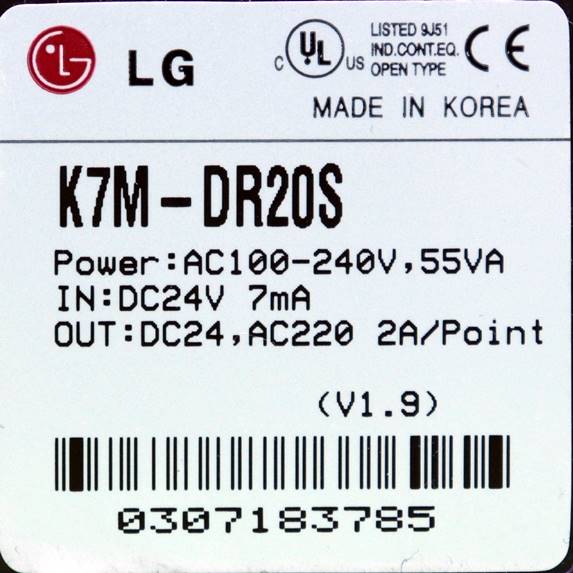 LG
c UL US
LISTED 9J51
IND.CONT.EQ.
OPEN TYPE
CE
MADE IN KOREA
K7M-DR20S
Power:AC100-240V,55VA
IN:DC24V 7mA
OUT:DC24,AC220 2A/Point
(V1.9)
0307183785